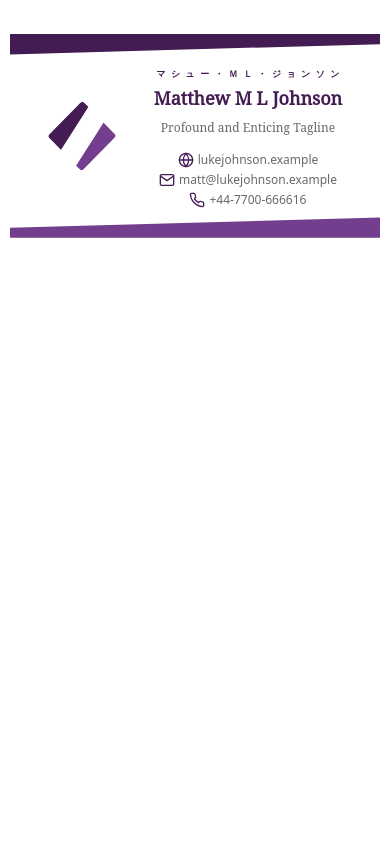 マシュー・ＭＬ・ジョンソン
Matthew M L Johnson
Profound and Enticing Tagline
lukejohnson.example
matt@lukejohnson.example
+44-7700-666616